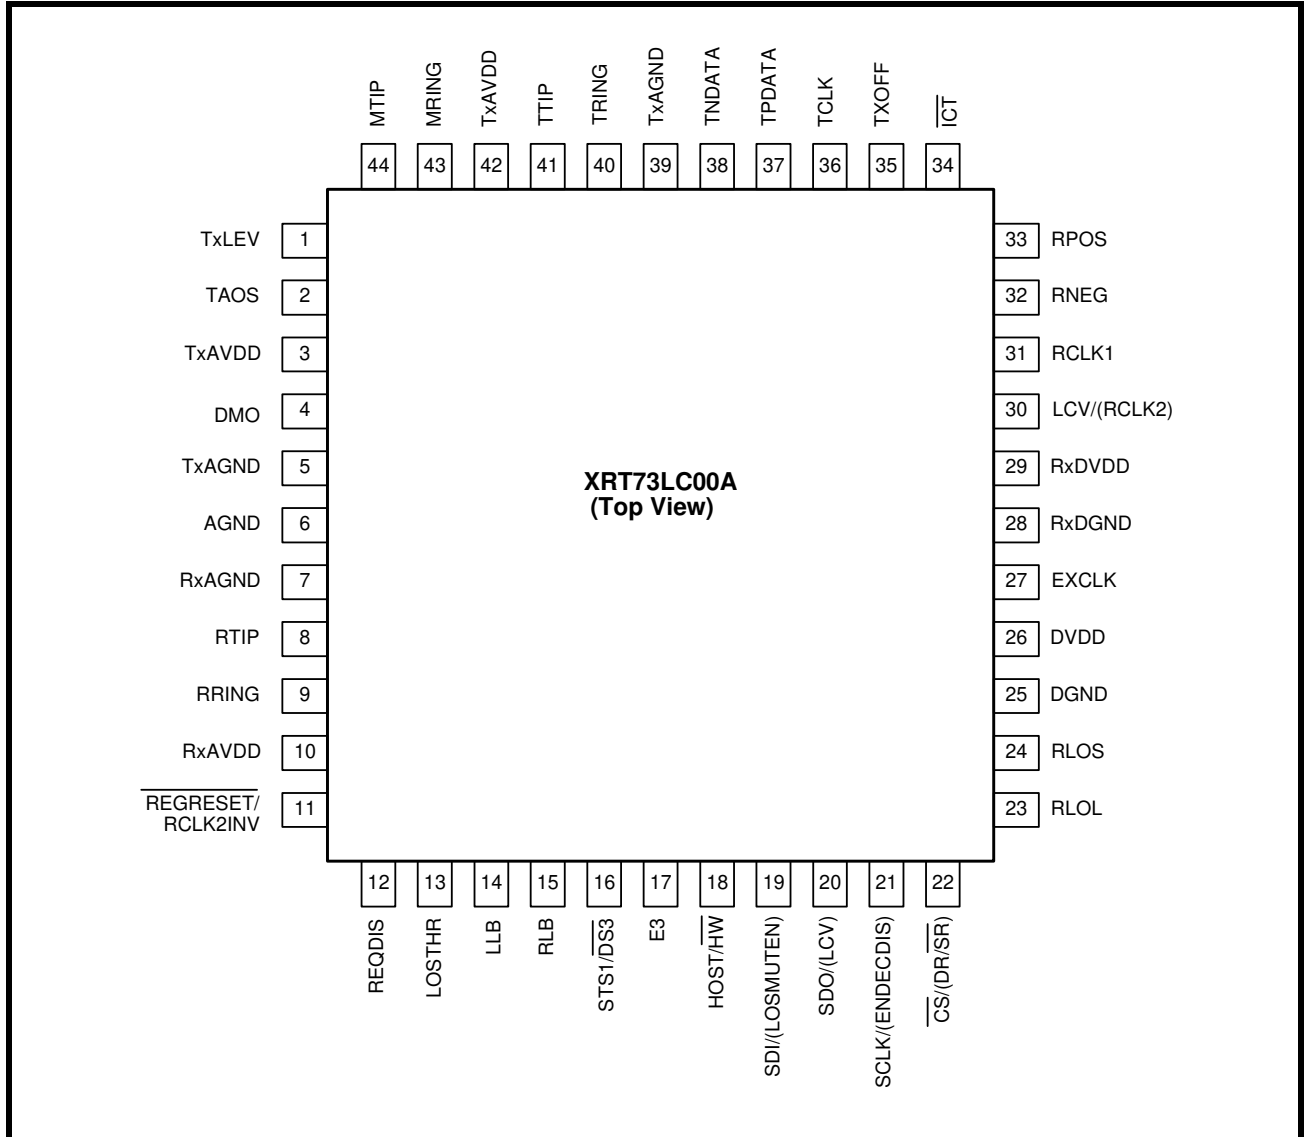 MTIP
MRING
TxAVDD
TTIP
TRING
TxAGND
TNDATA
TPDATA
TCLK
TXOFF
ICT
44
43
42
41
40
39
38
37
36
35
34
TxLEV 1
TAOS 2
TxAVDD 3
DMO 4
TxAGND 5
AGND 6
RxAGND 7
RTIP 8
RRING 9
RxAVDD 10
REGRESET/
RCLK2INV
11
XRT73LC00A
(Top View)
33 RPOS
32 RNEG
31 RCLK1
30 LCV/(RCLK2)
29 RxDVDD
28 RxDGND
27 EXCLK
26 DVDD
25 DGND
24 RLOS
23 RLOL
12
13
14
15
16
17
18
19
20
21
22
REQDIS
LOSTHR
LLB
RLB
STS1/DS3
E3
HOST/HW
SDI/(LOSMUTEN)
SDO/(LCV)
SCLK/(ENDECDIS)
CS/(DR/SR)